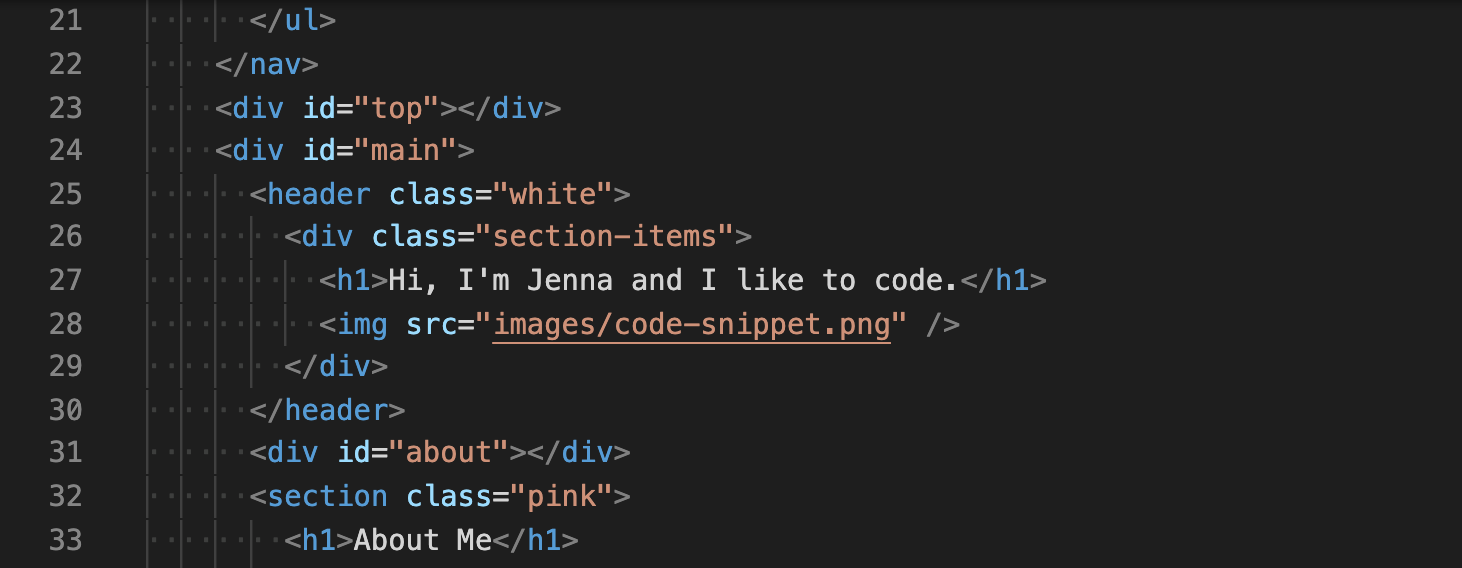 21      </ul>
22    </nav>
23    <div id="top"></div>
24    <div id="main">
25      <header class="white">
26        <div class="section-items">
27          <h1>Hi, I'm Jenna and I like to code.</h1>
28          <img src="images/code-snippet.png" />
29        </div>
30      </header>
31      <div id="about"></div>
32      <section class="pink">
33        <h1>About Me</h1>